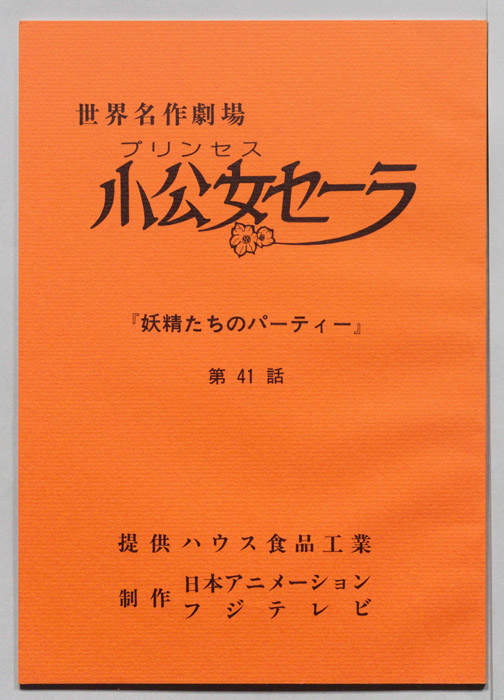 世界名作劇場
プリンセス
小公女セーラ
『妖精たちのパーティー』
第 41 話
提供 ハウス食品工業
制作 日本アニメーション
フジテレビ